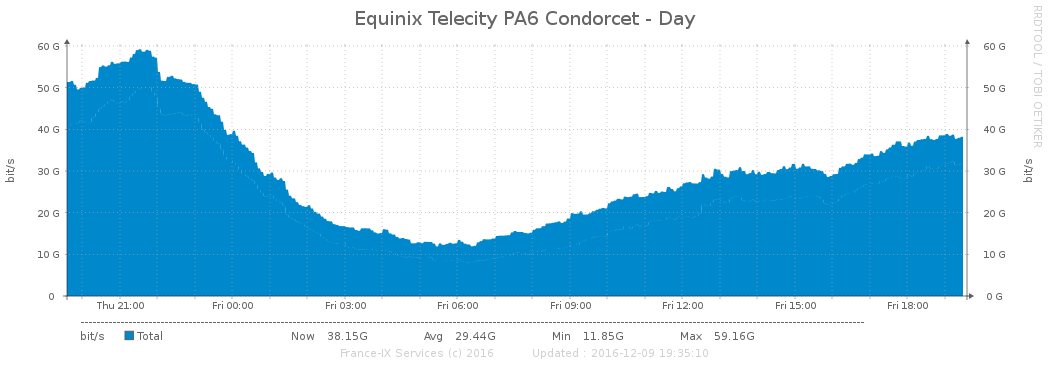 Equinix Telecity PA6 Condorcet - Day
RRDTOOL / TOBI OETIKER
60 G 60 G
50 G 50 G
40 G 40 G
30 G 30 G
20 G 20 G
10 G 10 G
0 0 G
bit/s bit/s
Thu 21:00 Fri 00:00 Fri 03:00 Fri 06:00 Fri 09:00 Fri 12:00 Fri 15:00 Fri 18:00
bit/s Total Now 38.15G Avg 29.44G Min 11.85G Max 59.16G
France-IX Services (c) 2016 Updated : 2016-12-09 19:35:10